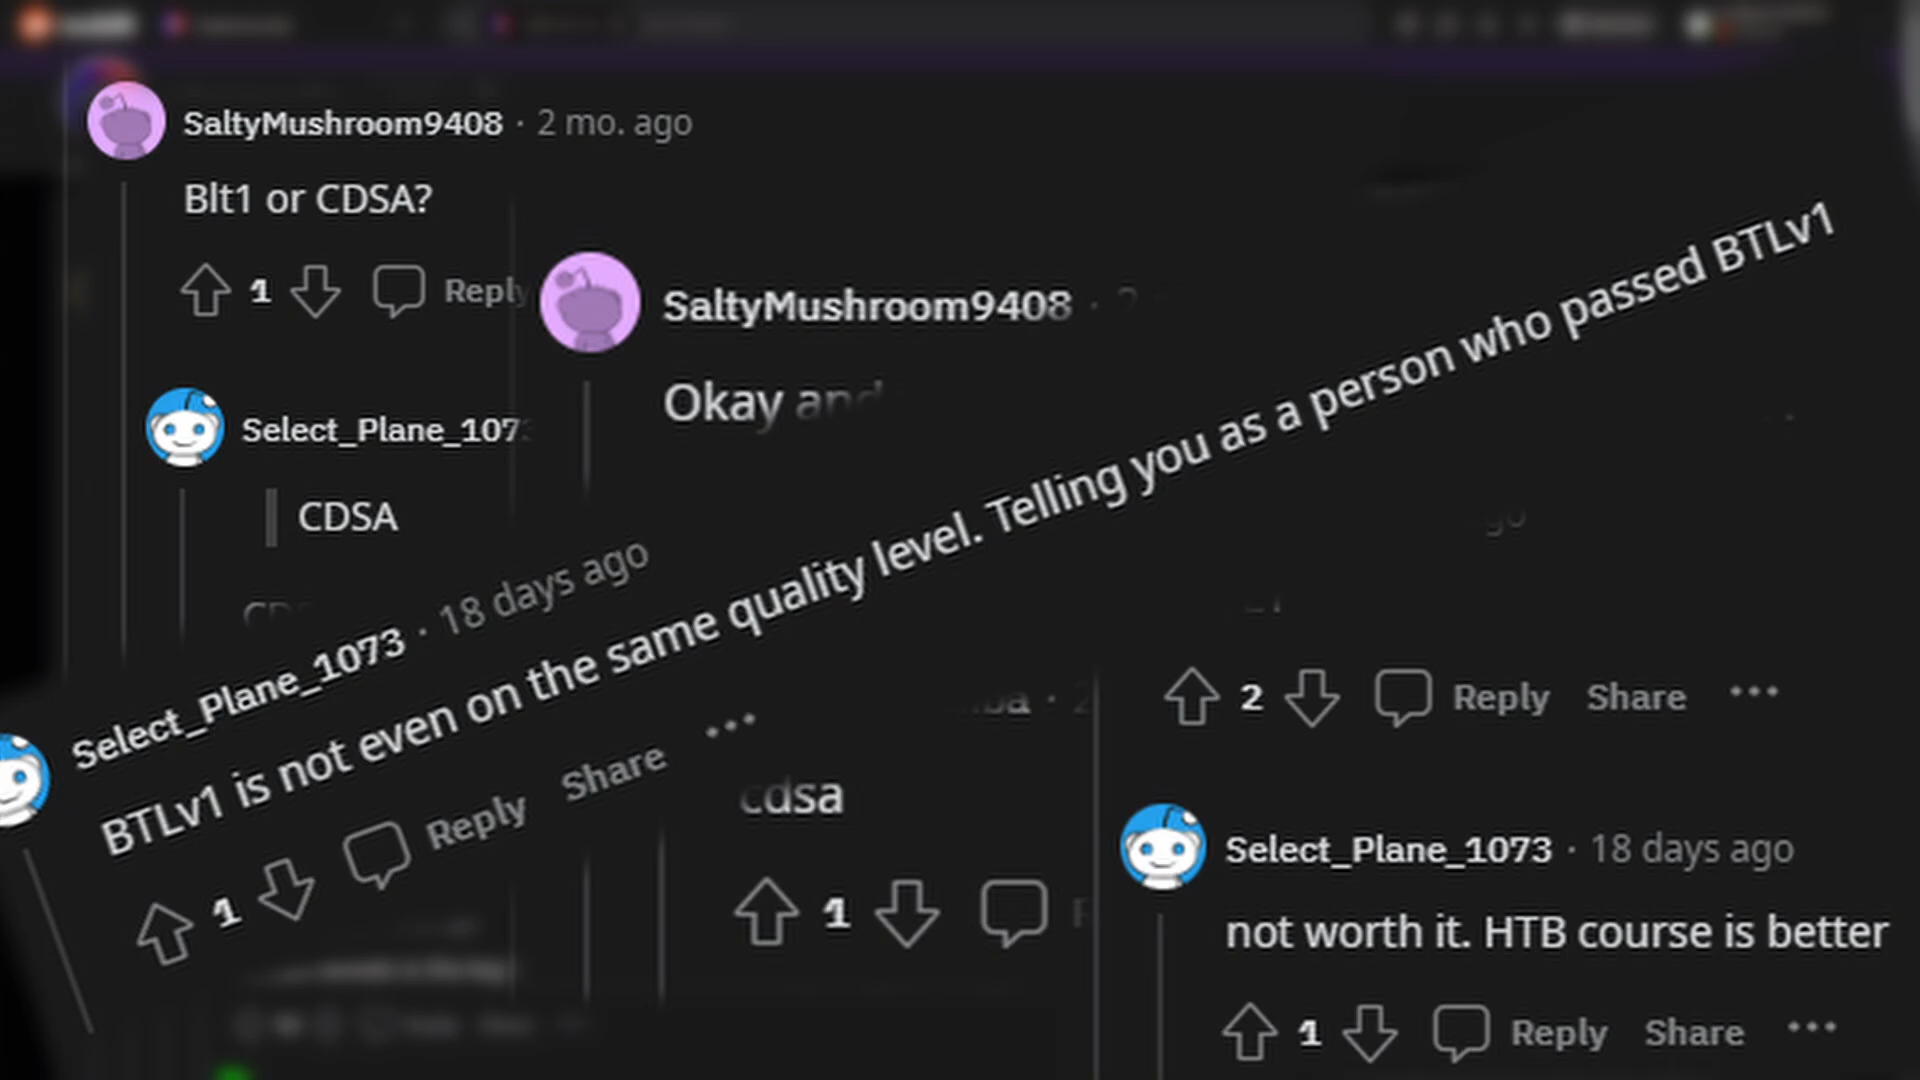 SaltyMushroom9408 · 2 mo. ago
Blt1 or CDSA?
1 Reply
SaltyMushroom9408 ·
Okay and
Select_Plane_1073
CDSA
Select_Plane_1073 · 18 days ago
BTLv1 is not even on the same quality level. Telling you as a person who passed BTLv1
1 Reply Share ···
cdsa
1
2 Reply Share ···
Select_Plane_1073 · 18 days ago
not worth it. HTB course is better
1 Reply Share ···